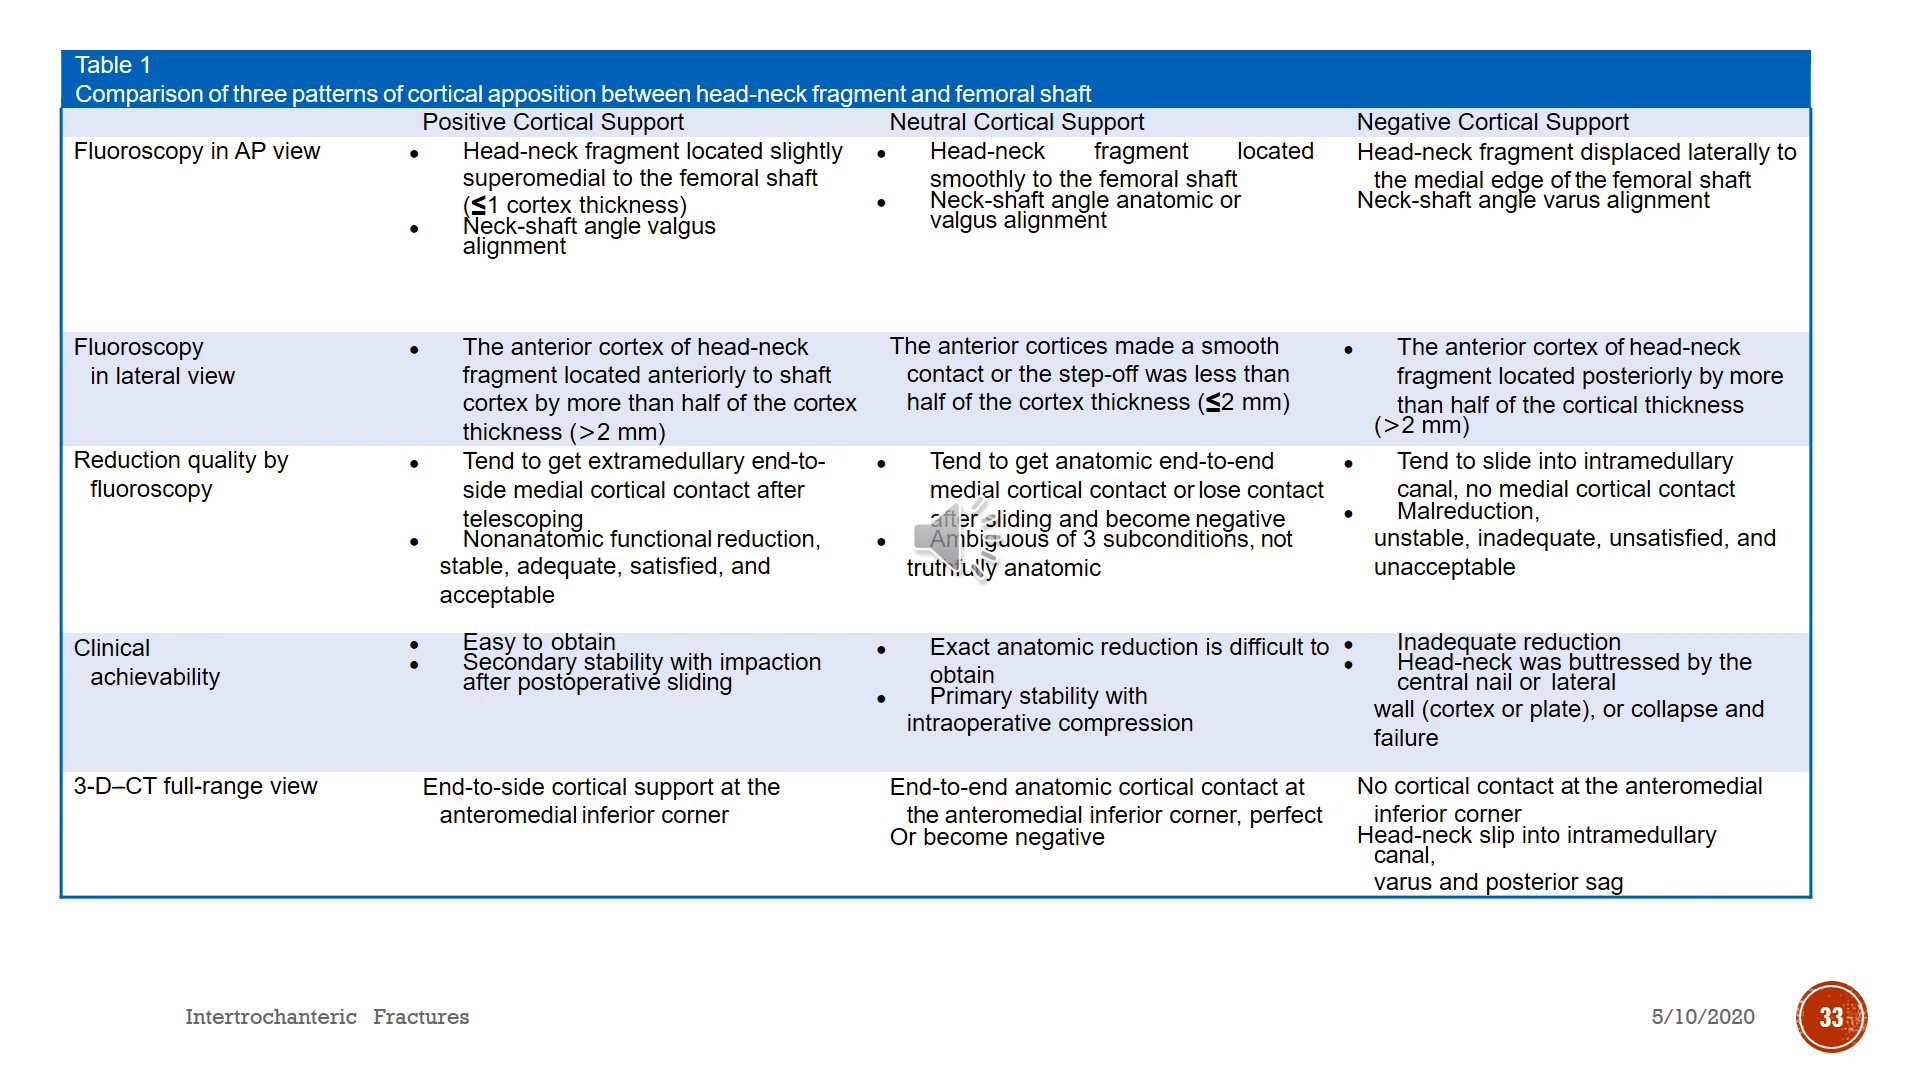 Table 1
Comparison of three patterns of cortical apposition between head-neck fragment and femoral shaft
Positive Cortical Support
Neutral Cortical Support
Negative Cortical Support
Fluoroscopy in AP view
• Head-neck fragment located slightly
superomedial to the femoral shaft
(≤1 cortex thickness)
• Neck-shaft angle valgus
alignment
• Head-neck fragment located
smoothly to the femoral shaft
• Neck-shaft angle anatomic or
valgus alignment
Head-neck fragment displaced laterally to
the medial edge of the femoral shaft
Neck-shaft angle varus alignment
Fluoroscopy
in lateral view
• The anterior cortex of head-neck
fragment located anteriorly to shaft
cortex by more than half of the cortex
thickness (>2 mm)
The anterior cortices made a smooth
contact or the step-off was less than
half of the cortex thickness (≤2 mm)
• The anterior cortex of head-neck
fragment located posteriorly by more
than half of the cortical thickness
(>2 mm)
Reduction quality by
fluoroscopy
• Tend to get extramedullary end-to-
side medial cortical contact after
telescoping
• Nonanatomic functional reduction,
stable, adequate, satisfied, and
acceptable
• Tend to get anatomic end-to-end
medial cortical contact or lose contact
after sliding and become negative
• Ambiguous of 3 subconditions, not
truthfully anatomic
• Tend to slide into intramedullary
canal, no medial cortical contact
• Malreduction,
unstable, inadequate, unsatisfied, and
unacceptable
Clinical
achievability
• Easy to obtain
• Secondary stability with impaction
after postoperative sliding
• Exact anatomic reduction is difficult to
obtain
• Primary stability with
intraoperative compression
• Inadequate reduction
• Head-neck was buttressed by the
central nail or lateral
wall (cortex or plate), or collapse and
failure
3-D–CT full-range view
End-to-side cortical support at the
anteromedial inferior corner
End-to-end anatomic cortical contact at
the anteromedial inferior corner, perfect
Or become negative
No cortical contact at the anteromedial
inferior corner
Head-neck slip into intramedullary
canal,
varus and posterior sag
Intertrochanteric Fractures
5/10/2020
33